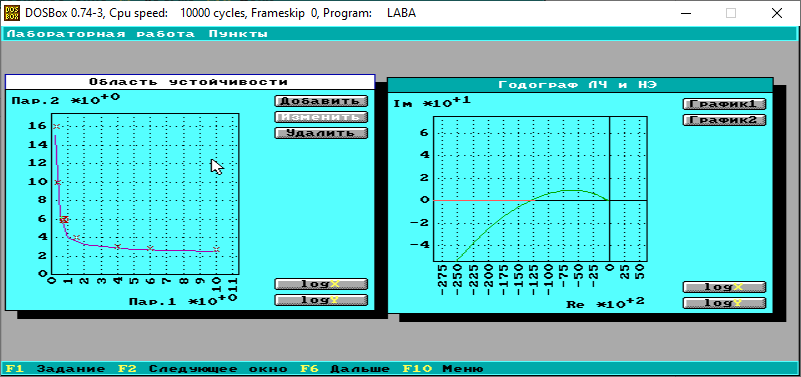 DOSBox 0.74-3, Cpu speed: 10000 cycles, Frameskip 0, Program: LABA
Лабораторная работа Пункты
Область устойчивости
Пар.2 *10+0
Добавить
Изменить
Удалить
16
14
12
10
8
6
4
2
0
0 1 2 3 4 5 6 7 8 9 10 11
Пар.1 *10+0
logX
logY
Годограф ЛЧ и НЭ
Im *10+1
График1
График2
6
4
2
0
-2
-4
-275 -250 -225 -200 -175 -150 -125 -100 -75 -50 -25 0 25 50
Re *10+2
logX
logY
F1 Задание F2 Следующее окно F6 Дальше F10 Меню